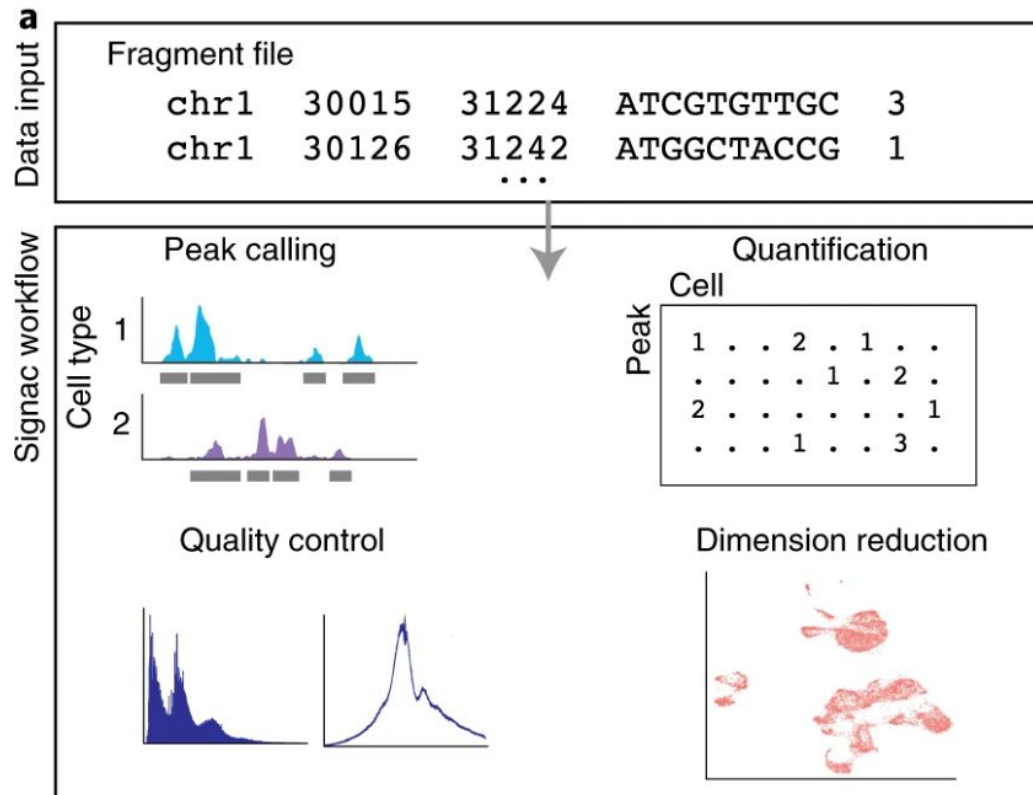 a
Data input
Fragment file
chr1 30015 31224 ATCGTGTTGC 3
chr1 30126 31242 ATGGCTACCG 1
...
Signac workflow
Peak calling
Cell type
1
2
Quantification
Cell
Peak
1 . . 2 . 1 . .
. . . . 1 . 2 .
2 . . . . . . 1
. . . 1 . . 3 .
Quality control
Dimension reduction